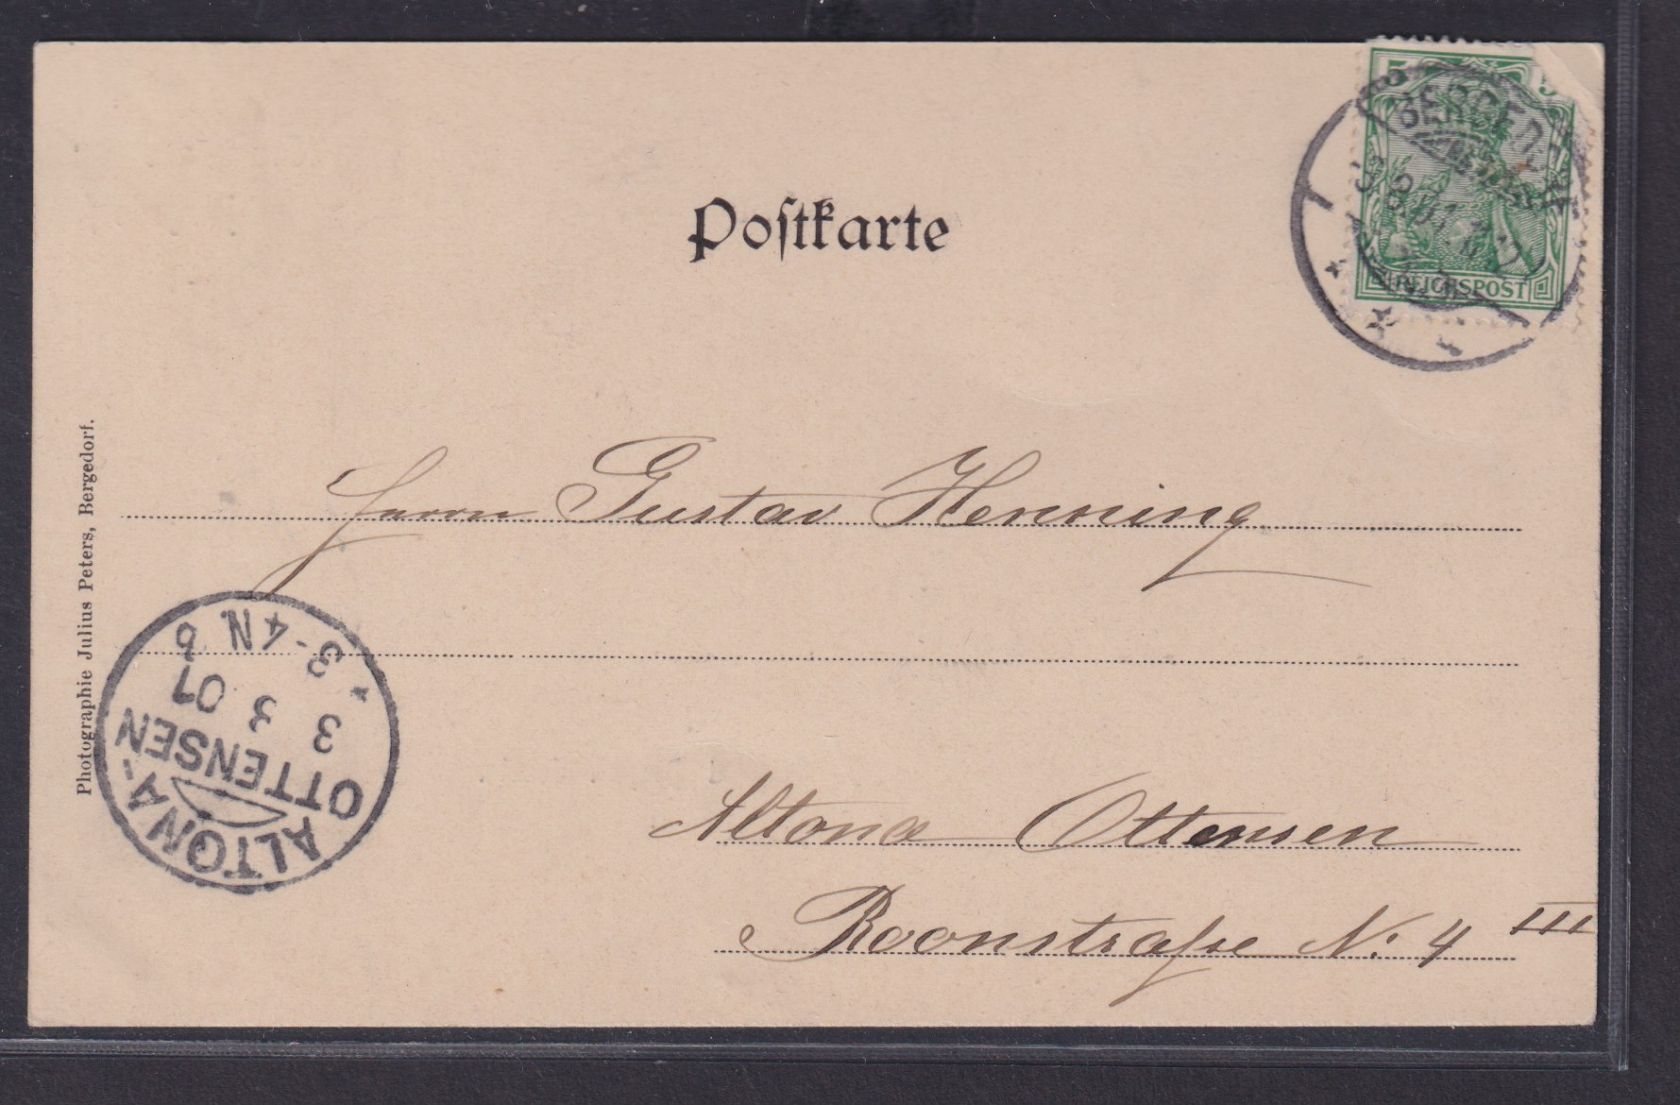 Postkarte
5
BERGEDORF
REICHSPOST
Photographie Julius Peters, Bergedorf.
Herrn Gustav Henning
ALTONA.
OTTENSEN
3 3 01
3-4N b
Altona Ottensen
Roonstraße N. 4 III